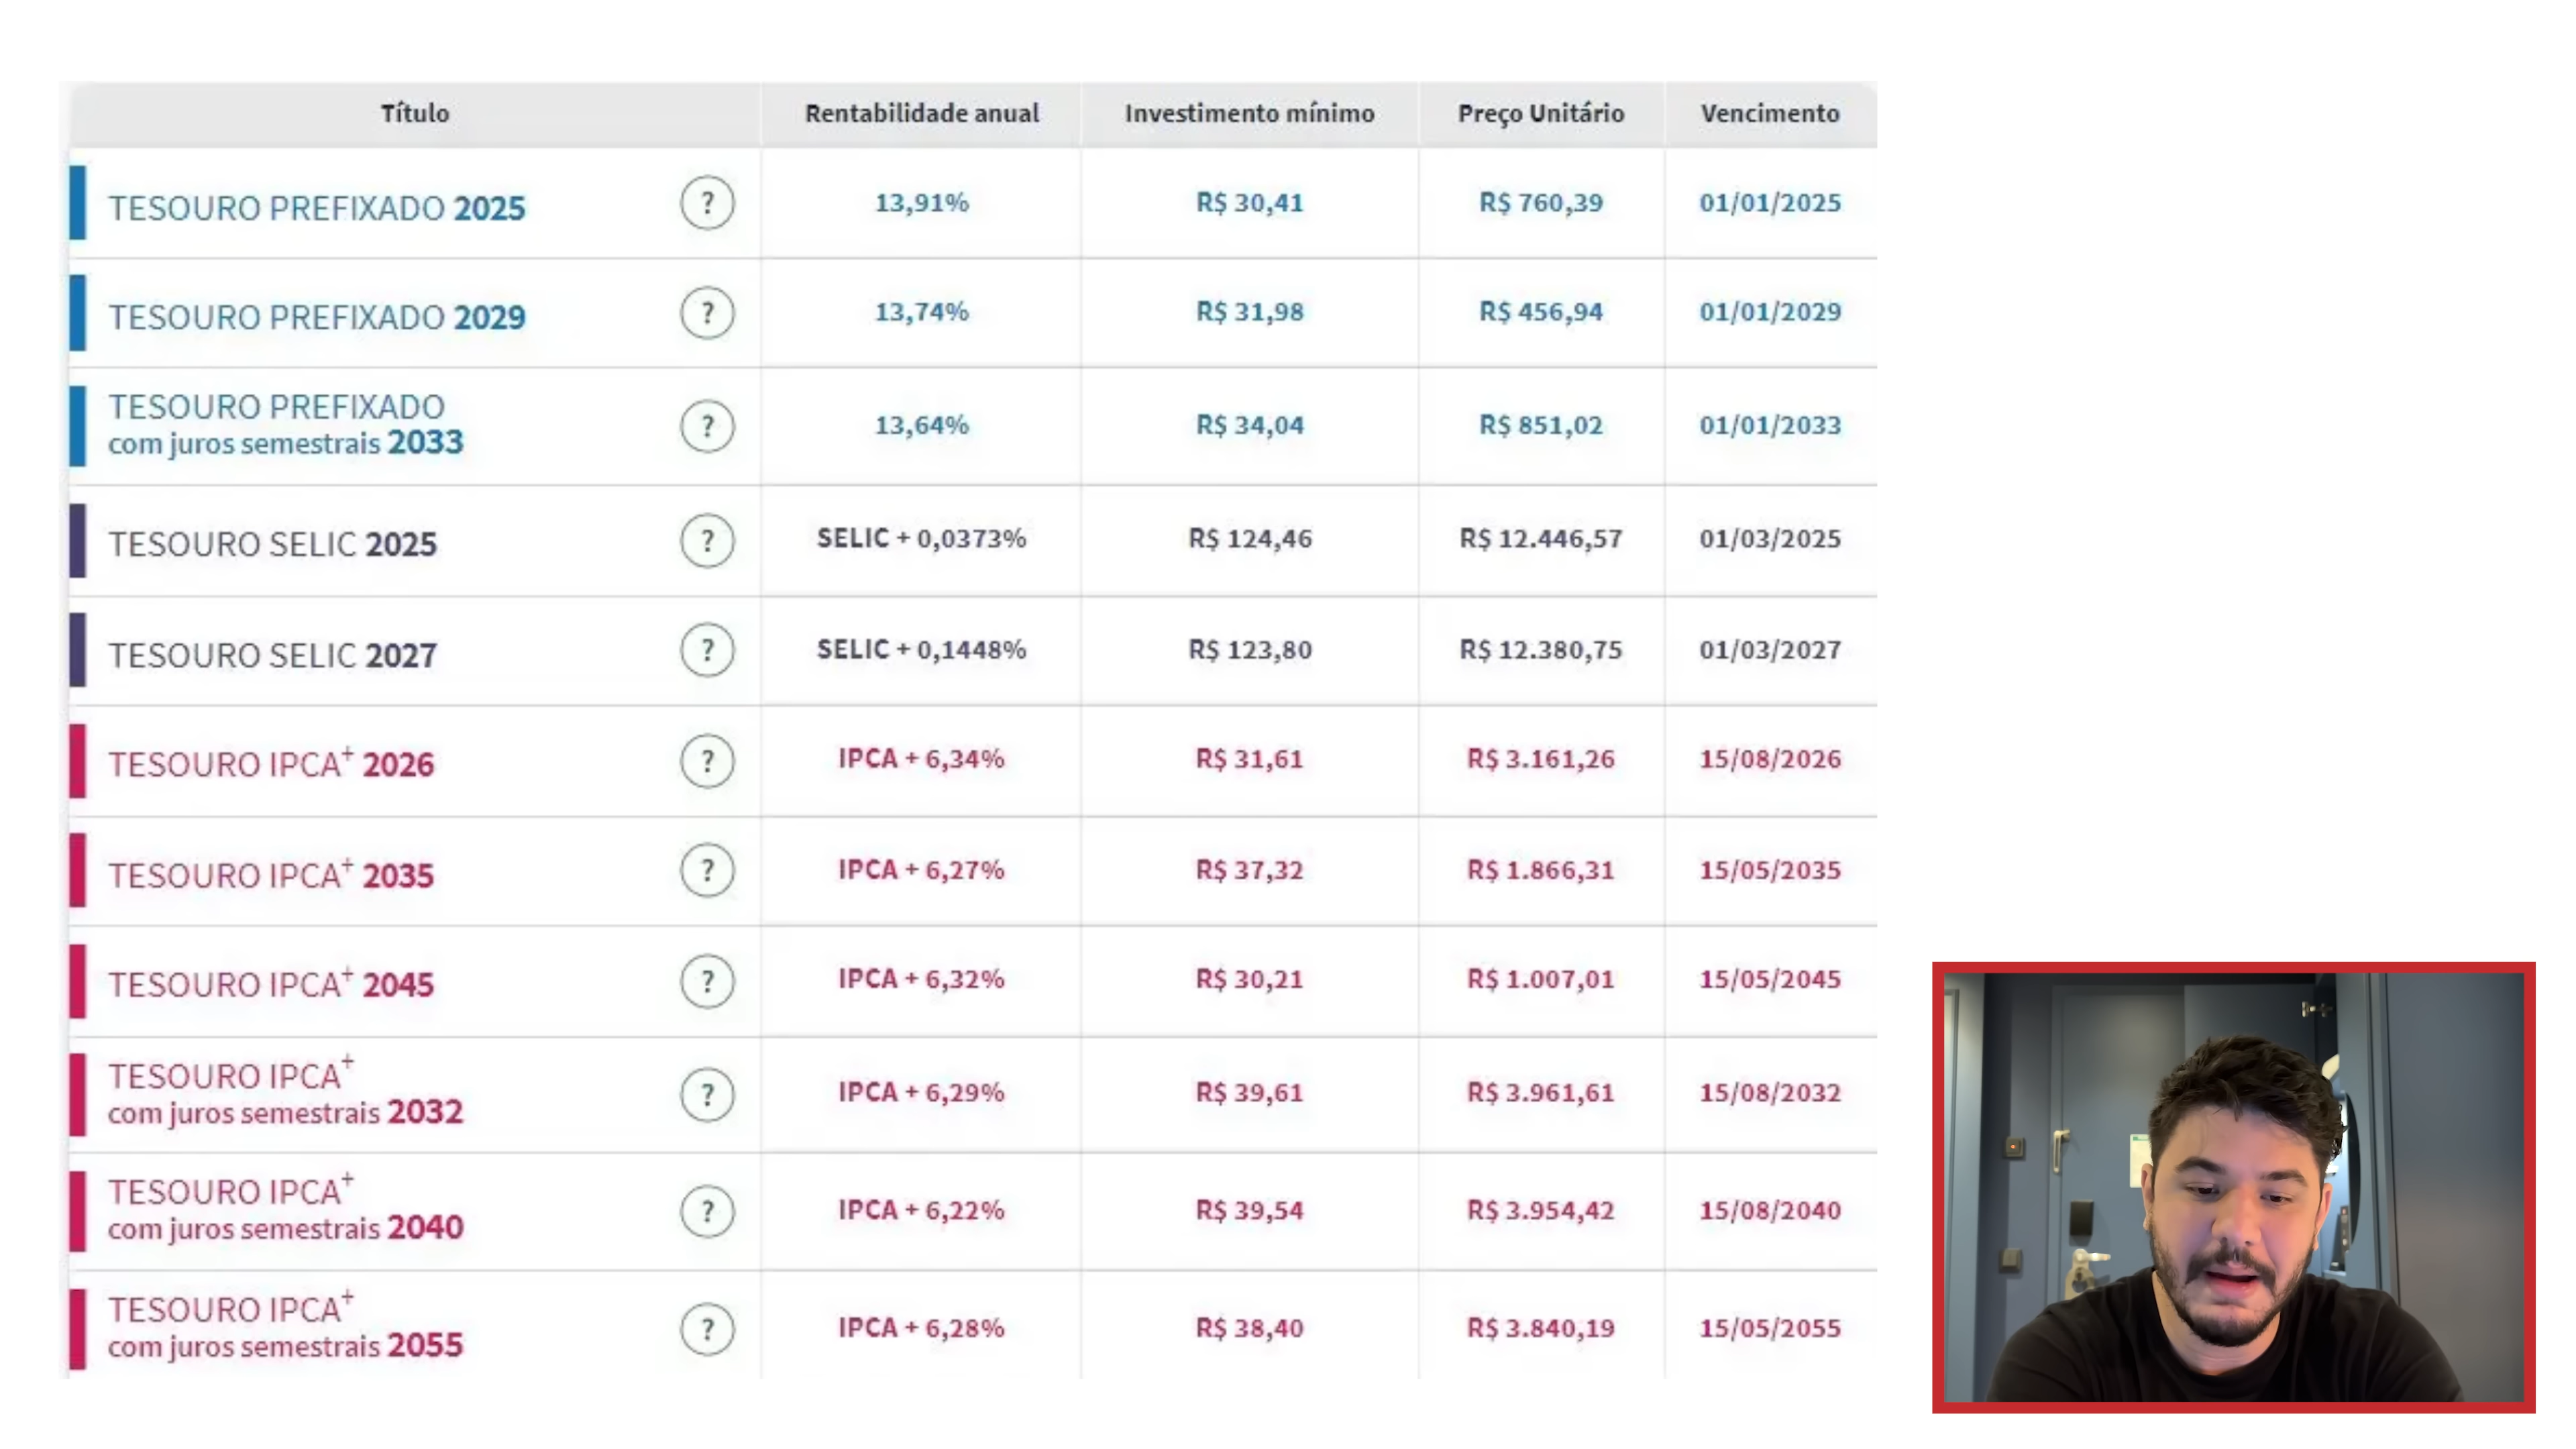 Título Rentabilidade anual Investimento mínimo Preço Unitário Vencimento
TESOURO PREFIXADO 2025 ? 13,91% R$ 30,41 R$ 760,39 01/01/2025
TESOURO PREFIXADO 2029 ? 13,74% R$ 31,98 R$ 456,94 01/01/2029
TESOURO PREFIXADO
com juros semestrais 2033 ? 13,64% R$ 34,04 R$ 851,02 01/01/2033
TESOURO SELIC 2025 ? SELIC + 0,0373% R$ 124,46 R$ 12.446,57 01/03/2025
TESOURO SELIC 2027 ? SELIC + 0,1448% R$ 123,80 R$ 12.380,75 01/03/2027
TESOURO IPCA+ 2026 ? IPCA + 6,34% R$ 31,61 R$ 3.161,26 15/08/2026
TESOURO IPCA+ 2035 ? IPCA + 6,27% R$ 37,32 R$ 1.866,31 15/05/2035
TESOURO IPCA+ 2045 ? IPCA + 6,32% R$ 30,21 R$ 1.007,01 15/05/2045
TESOURO IPCA+
com juros semestrais 2032 ? IPCA + 6,29% R$ 39,61 R$ 3.961,61 15/08/2032
TESOURO IPCA+
com juros semestrais 2040 ? IPCA + 6,22% R$ 39,54 R$ 3.954,42 15/08/2040
TESOURO IPCA+
com juros semestrais 2055 ? IPCA + 6,28% R$ 38,40 R$ 3.840,19 15/05/2055